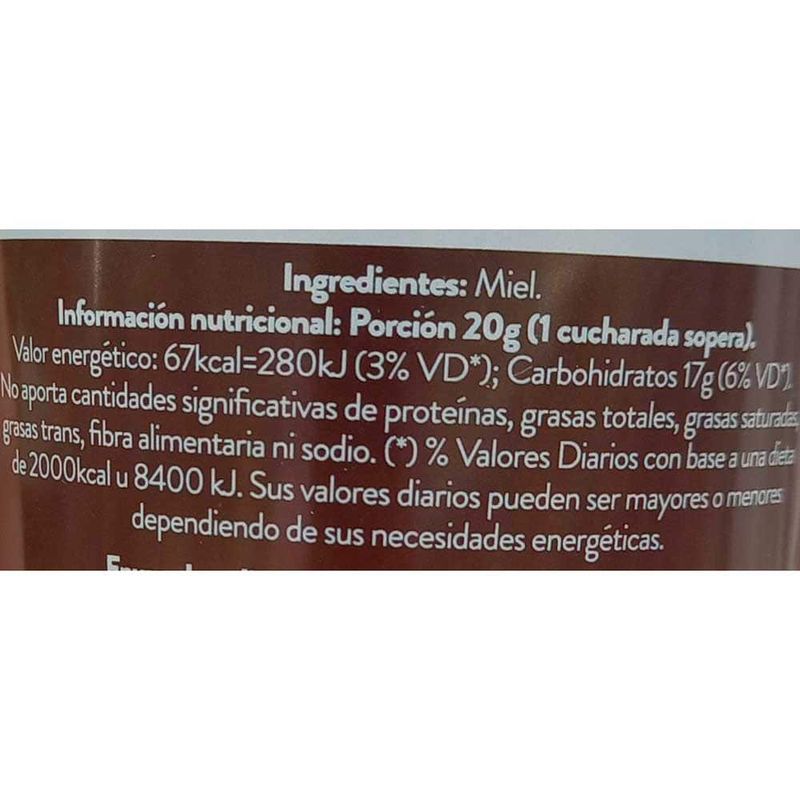 Ingredientes: Miel.
Información nutricional: Porción 20g (1 cucharada sopera).
Valor energético: 67kcal=280kJ (3% VD*); Carbohidratos 17g (6% VD*).
No aporta cantidades significativas de proteínas, grasas totales, grasas saturadas,
grasas trans, fibra alimentaria ni sodio. (*) % Valores Diarios con base a una dieta
de 2000kcal u 8400 kJ. Sus valores diarios pueden ser mayores o menores
dependiendo de sus necesidades energéticas.